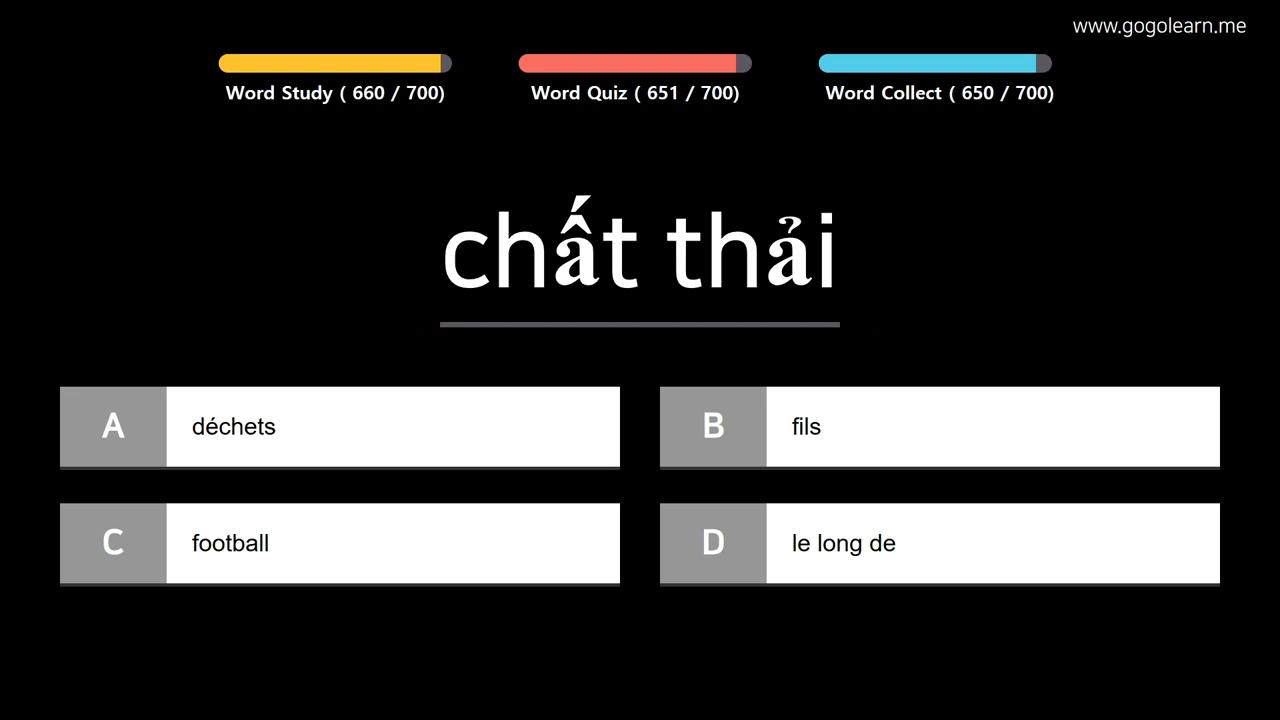 www.gogolearn.me
Word Study ( 660 / 700)
Word Quiz ( 651 / 700)
Word Collect ( 650 / 700)
chất thải
A déchets
B fils
C football
D le long de